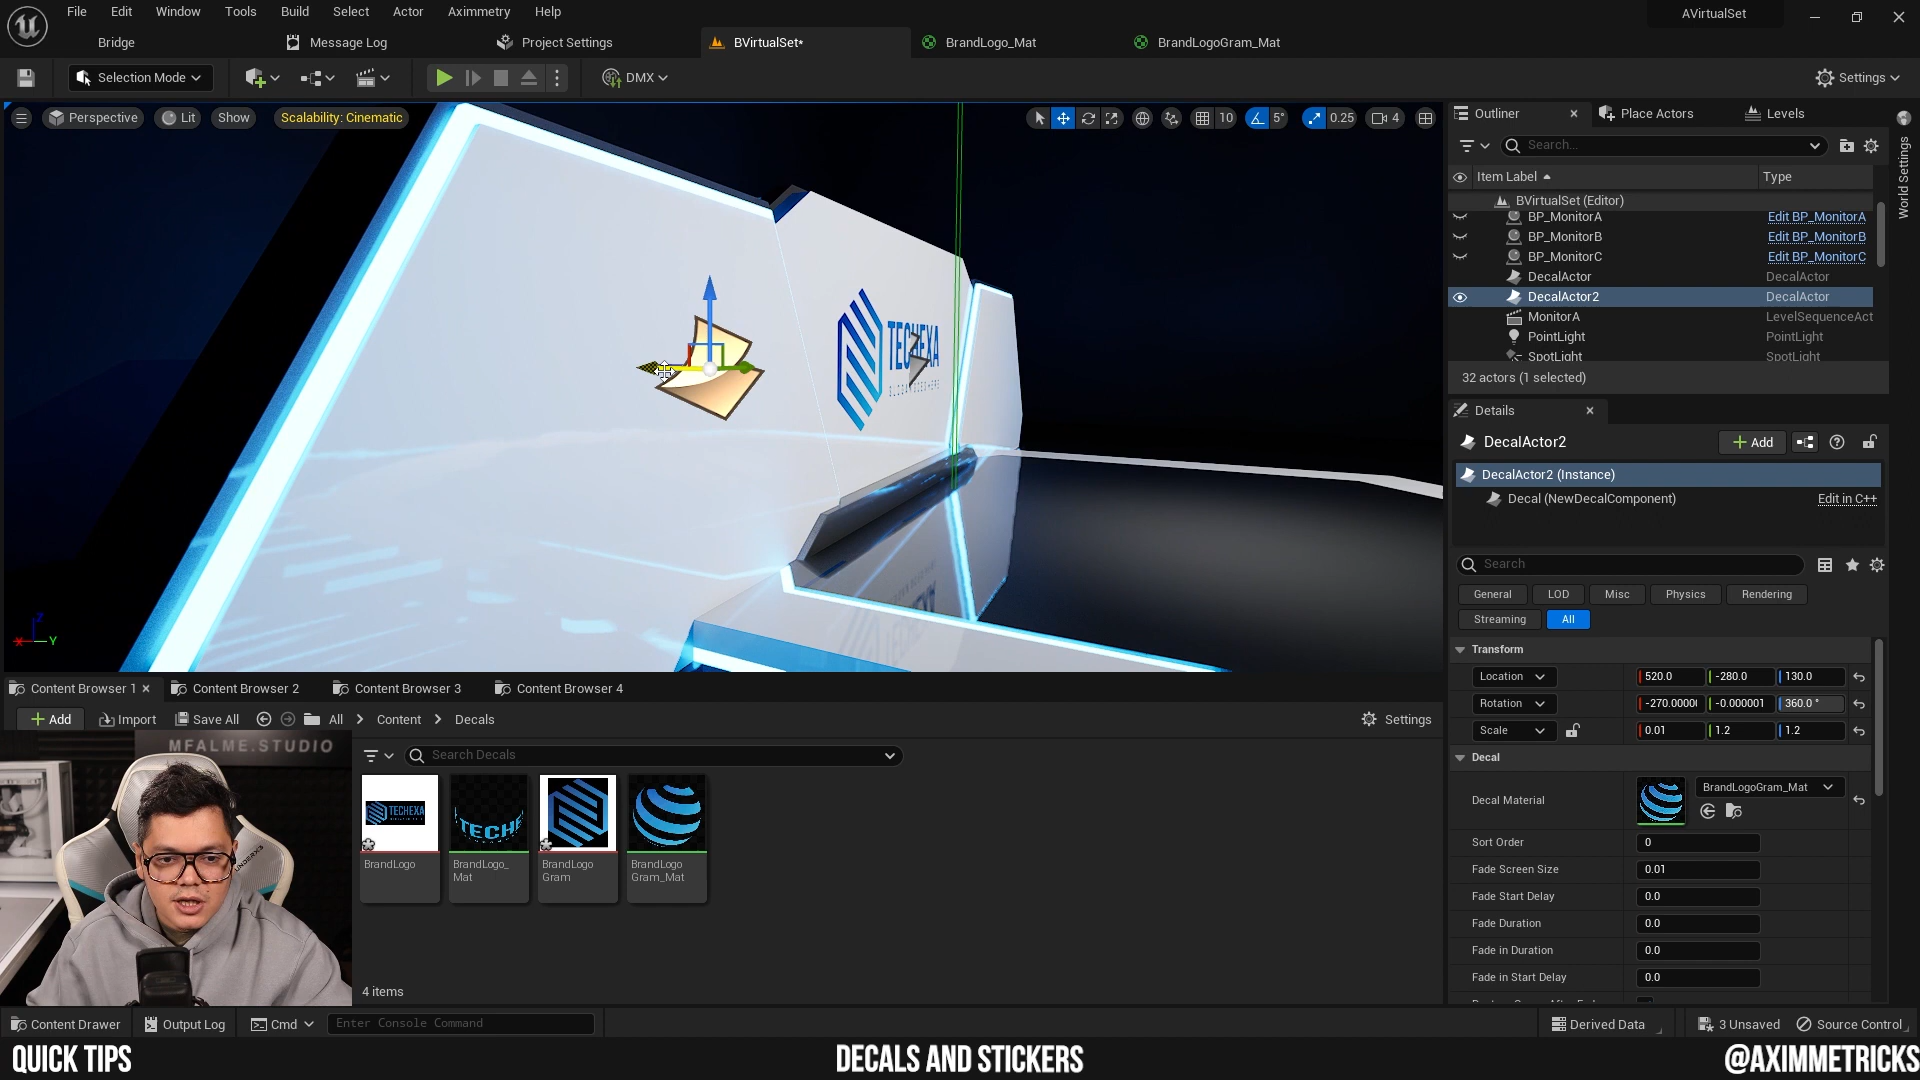 File Edit Window Tools Build Select Actor Aximmetry Help
AVirtualSet
Bridge Message Log Project Settings BVirtualSet* BrandLogo_Mat BrandLogoGram_Mat
Selection Mode DMX Settings
Perspective Lit Show Scalability: Cinematic 10 5° 0.25 4
Outliner Place Actors Levels
World Settings
Search...
Item Label Type
BVirtualSet (Editor)
BP_MonitorA Edit BP_MonitorA
BP_MonitorB Edit BP_MonitorB
BP_MonitorC Edit BP_MonitorC
DecalActor DecalActor
DecalActor2 DecalActor
MonitorA LevelSequenceAct
PointLight PointLight
SpotLight SpotLight
32 actors (1 selected)
TECHEXA
Details
DecalActor2 Add
DecalActor2 (Instance)
Decal (NewDecalComponent) Edit in C++
Search
General LOD Misc Physics Rendering
Streaming All
Transform
Location 520.0 -280.0 130.0
Rotation -270.0000 -0.000001 360.0 °
Scale 0.01 1.2 1.2
Decal
Decal Material BrandLogoGram_Mat
Sort Order 0
Fade Screen Size 0.01
Fade Start Delay 0.0
Fade Duration 0.0
Fade in Duration 0.0
Fade in Start Delay 0.0
Z
X Y
Content Browser 1 Content Browser 2 Content Browser 3 Content Browser 4
Add Import Save All All Content Decals Settings
Search Decals
MFALME.STUDIO
TECHEXA
TECHE
BrandLogo
BrandLogo_
Mat
BrandLogo
Gram
BrandLogo
Gram_Mat
UNDERX3
4 items
Content Drawer Output Log Cmd Enter Console Command Derived Data 3 Unsaved Source Control
QUICK TIPS DECALS AND STICKERS @AXIMMETRICKS